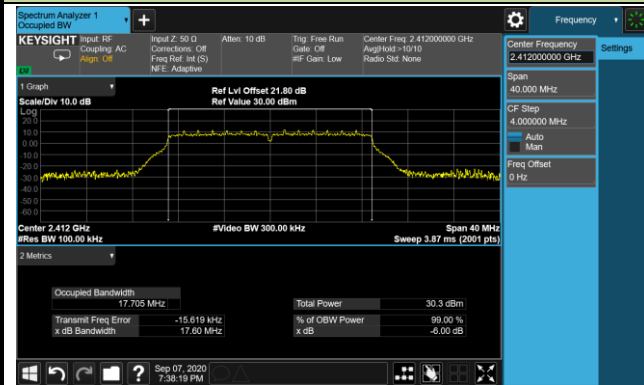 Spectrum Analyzer 1
Occupied BW
Frequency
KEYSIGHT
Input: RF
Coupling: AC
Align: Off
Input Z: 50 Ω
Corrections: Off
Freq Ref: Int (S)
NFE: Adaptive
Atten: 10 dB
Trig: Free Run
Gate: Off
#IF Gain: Low
Center Freq: 2.412000000 GHz
Avg|Hold:>10/10
Radio Std: None
Center Frequency
2.412000000 GHz
Settings
Span
40.000 MHz
CF Step
4.000000 MHz
Auto
Man
Freq Offset
0 Hz
1 Graph
Scale/Div 10.0 dB
Ref Lvl Offset 21.80 dB
Ref Value 30.00 dBm
Log
20.0
10.0
0.00
-10.0
-20.0
-30.0
-40.0
-50.0
-60.0
Center 2.412 GHz
#Res BW 100.00 kHz
#Video BW 300.00 kHz
Span 40 MHz
Sweep 3.87 ms (2001 pts)
2 Metrics
Occupied Bandwidth
17.705 MHz
Total Power 30.3 dBm
Transmit Freq Error -15.619 kHz
% of OBW Power 99.00 %
x dB Bandwidth 17.60 MHz
x dB -6.00 dB
Sep 07, 2020
7:38:19 PM